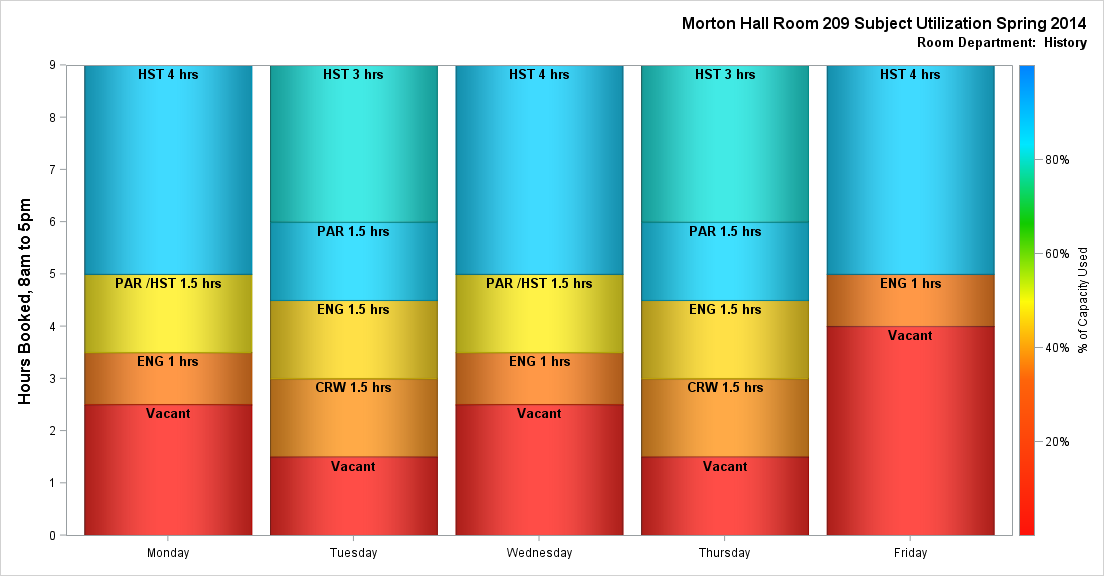 Morton Hall Room 209 Subject Utilization Spring 2014
Room Department: History
Hours Booked, 8am to 5pm
9
8
7
6
5
4
3
2
1
0
HST 4 hrs
PAR /HST 1.5 hrs
ENG 1 hrs
Vacant
Monday
HST 3 hrs
PAR 1.5 hrs
ENG 1.5 hrs
CRW 1.5 hrs
Vacant
Tuesday
HST 4 hrs
PAR /HST 1.5 hrs
ENG 1 hrs
Vacant
Wednesday
HST 3 hrs
PAR 1.5 hrs
ENG 1.5 hrs
CRW 1.5 hrs
Vacant
Thursday
HST 4 hrs
ENG 1 hrs
Vacant
Friday
80%
60%
40%
20%
% of Capacity Used